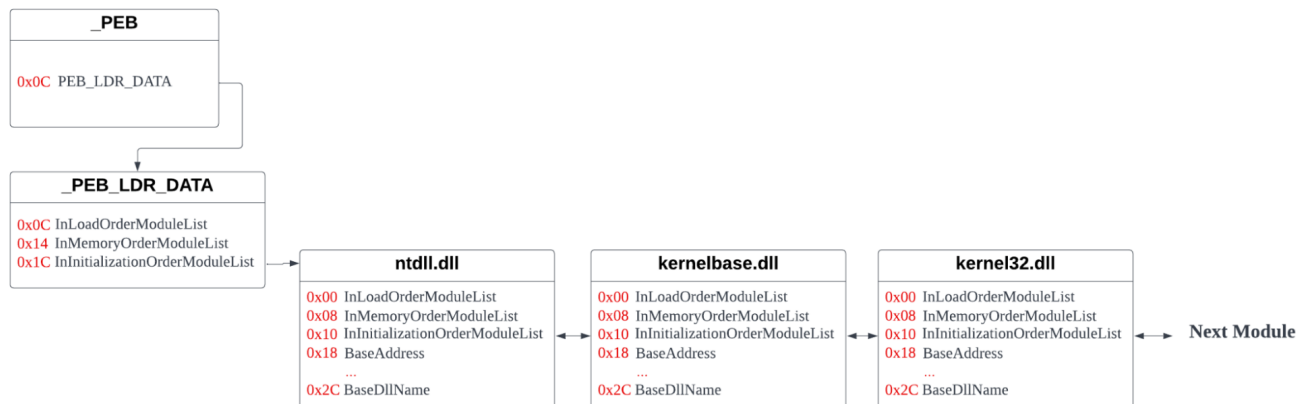 _PEB
0x0C PEB_LDR_DATA
_PEB_LDR_DATA
0x0C InLoadOrderModuleList
0x14 InMemoryOrderModuleList
0x1C InInitializationOrderModuleList
ntdll.dll
0x00 InLoadOrderModuleList
0x08 InMemoryOrderModuleList
0x10 InInitializationOrderModuleList
0x18 BaseAddress
...
0x2C BaseDllName
kernelbase.dll
0x00 InLoadOrderModuleList
0x08 InMemoryOrderModuleList
0x10 InInitializationOrderModuleList
0x18 BaseAddress
...
0x2C BaseDllName
kernel32.dll
0x00 InLoadOrderModuleList
0x08 InMemoryOrderModuleList
0x10 InInitializationOrderModuleList
0x18 BaseAddress
...
0x2C BaseDllName
Next Module